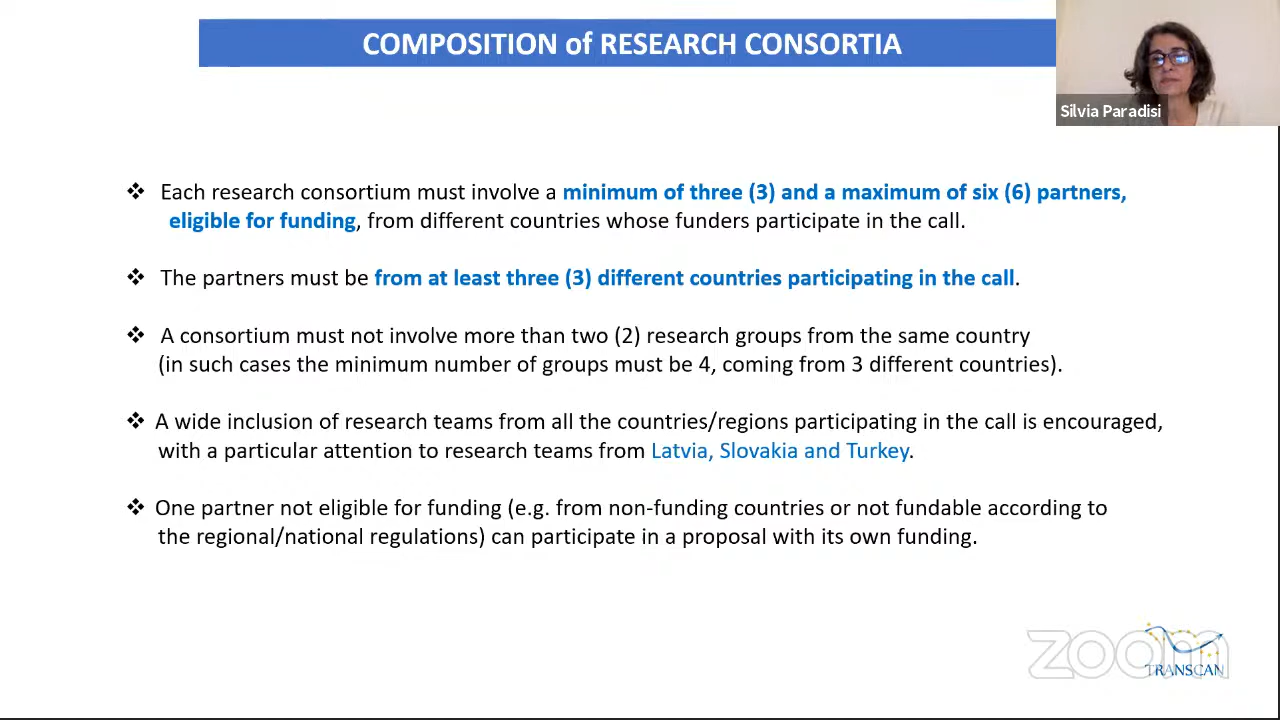 COMPOSITION of RESEARCH CONSORTIA
Silvia Paradisi
❖ Each research consortium must involve a minimum of three (3) and a maximum of six (6) partners,
eligible for funding, from different countries whose funders participate in the call.
❖ The partners must be from at least three (3) different countries participating in the call.
❖ A consortium must not involve more than two (2) research groups from the same country
(in such cases the minimum number of groups must be 4, coming from 3 different countries).
❖ A wide inclusion of research teams from all the countries/regions participating in the call is encouraged,
with a particular attention to research teams from Latvia, Slovakia and Turkey.
❖ One partner not eligible for funding (e.g. from non-funding countries or not fundable according to
the regional/national regulations) can participate in a proposal with its own funding.
zoom
TRANSCAN